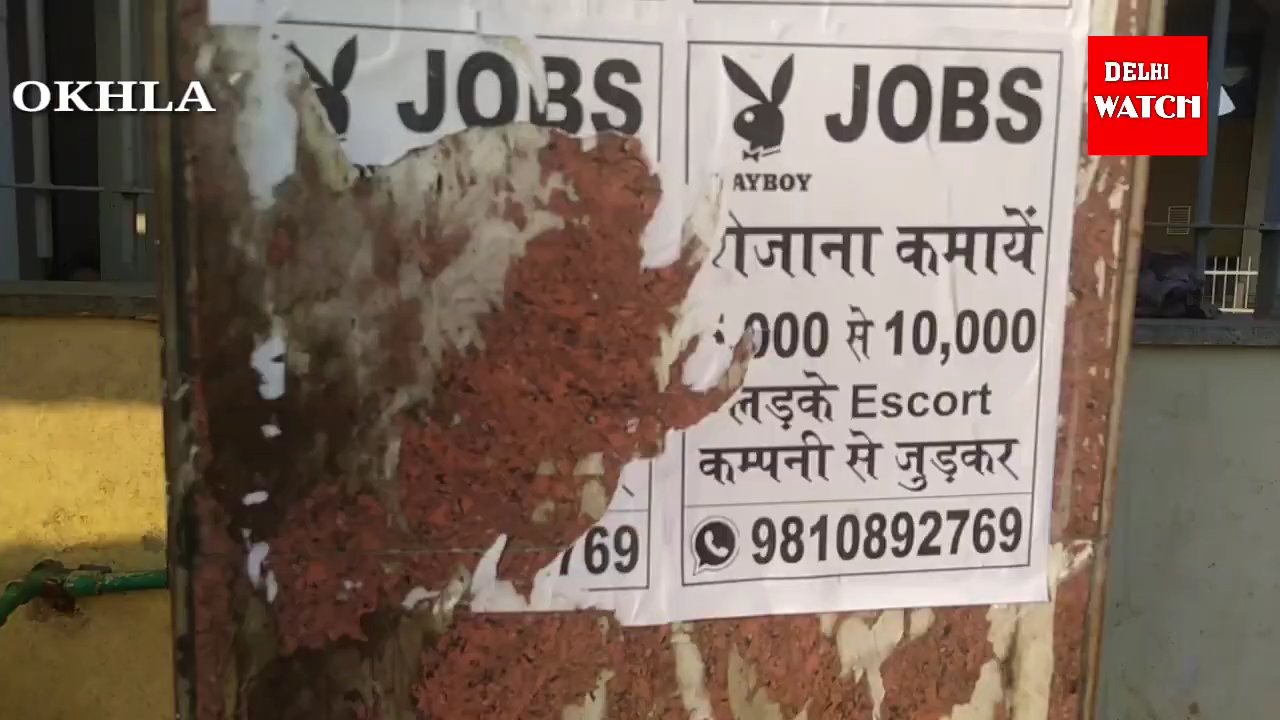 OKHLA
DELHI
WATCH
JOBS
JOBS
AYBOY
रोजाना कमायें
000 से 10,000
लड़के Escort
कम्पनी से जुड़कर
769
9810892769